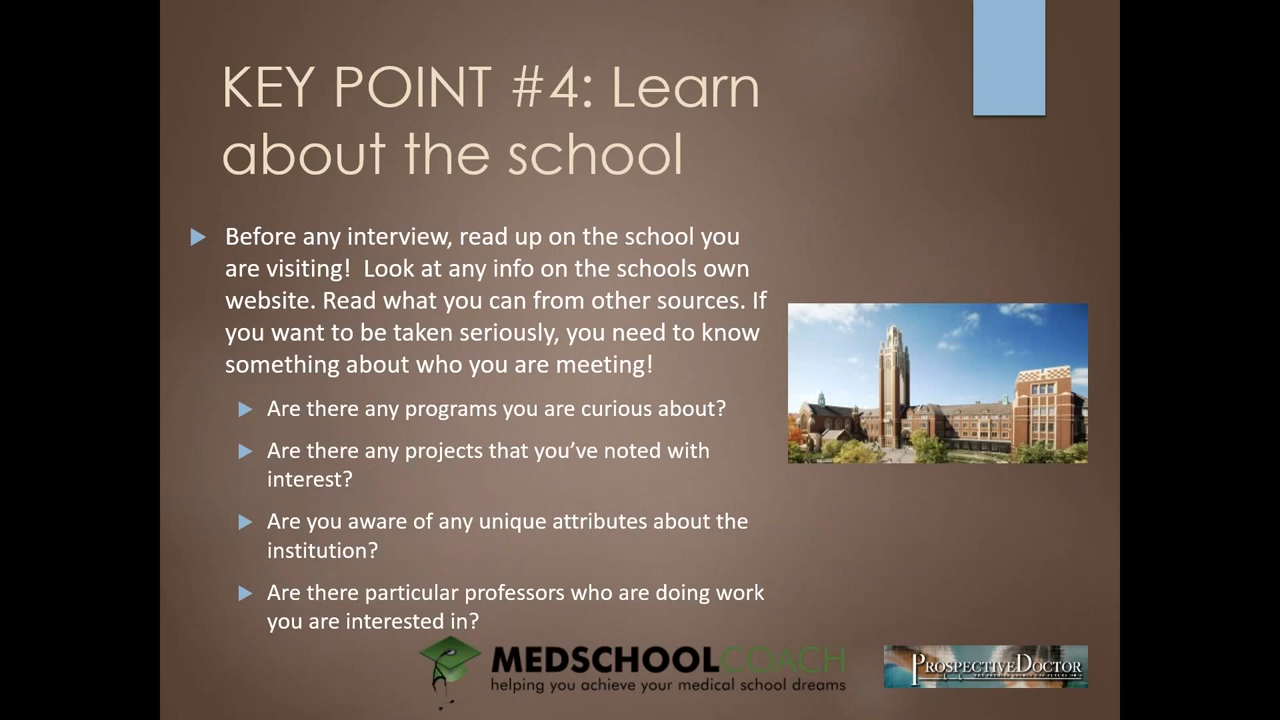 KEY POINT #4: Learn
about the school
Before any interview, read up on the school you
are visiting!  Look at any info on the schools own
website. Read what you can from other sources. If
you want to be taken seriously, you need to know
something about who you are meeting!
Are there any programs you are curious about?
Are there any projects that you’ve noted with
interest?
Are you aware of any unique attributes about the
institution?
Are there particular professors who are doing work
you are interested in?
MEDSCHOOLCOACH
helping you achieve your medical school dreams
PROSPECTIVEDOCTOR